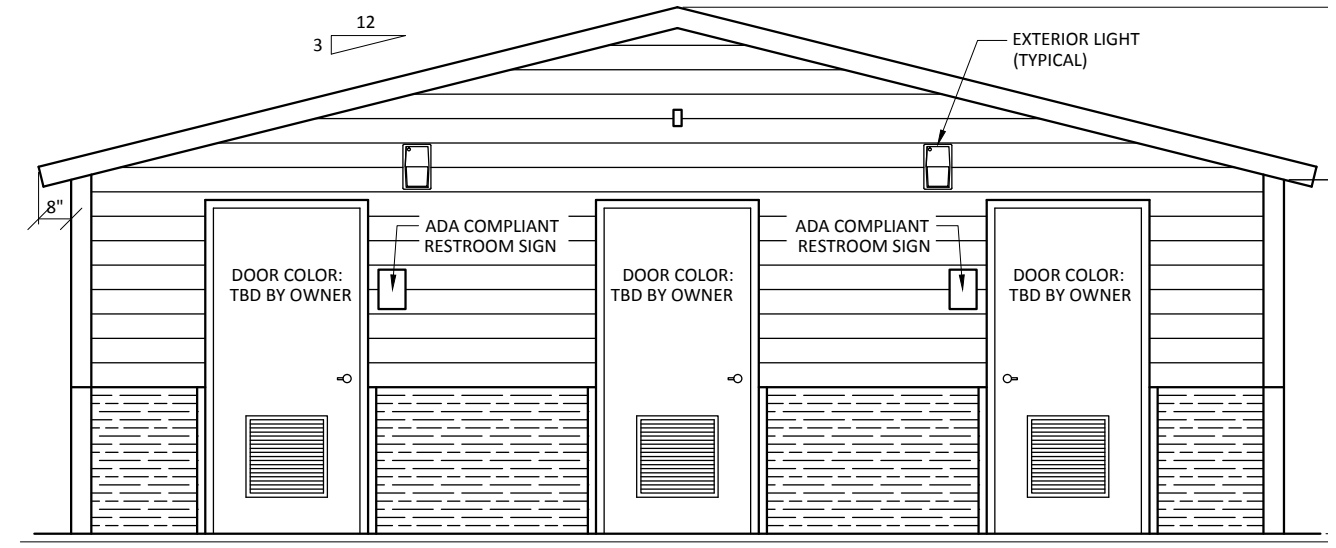 12
3
EXTERIOR LIGHT
(TYPICAL)
8"
ADA COMPLIANT
RESTROOM SIGN
ADA COMPLIANT
RESTROOM SIGN
DOOR COLOR:
TBD BY OWNER
DOOR COLOR:
TBD BY OWNER
DOOR COLOR:
TBD BY OWNER